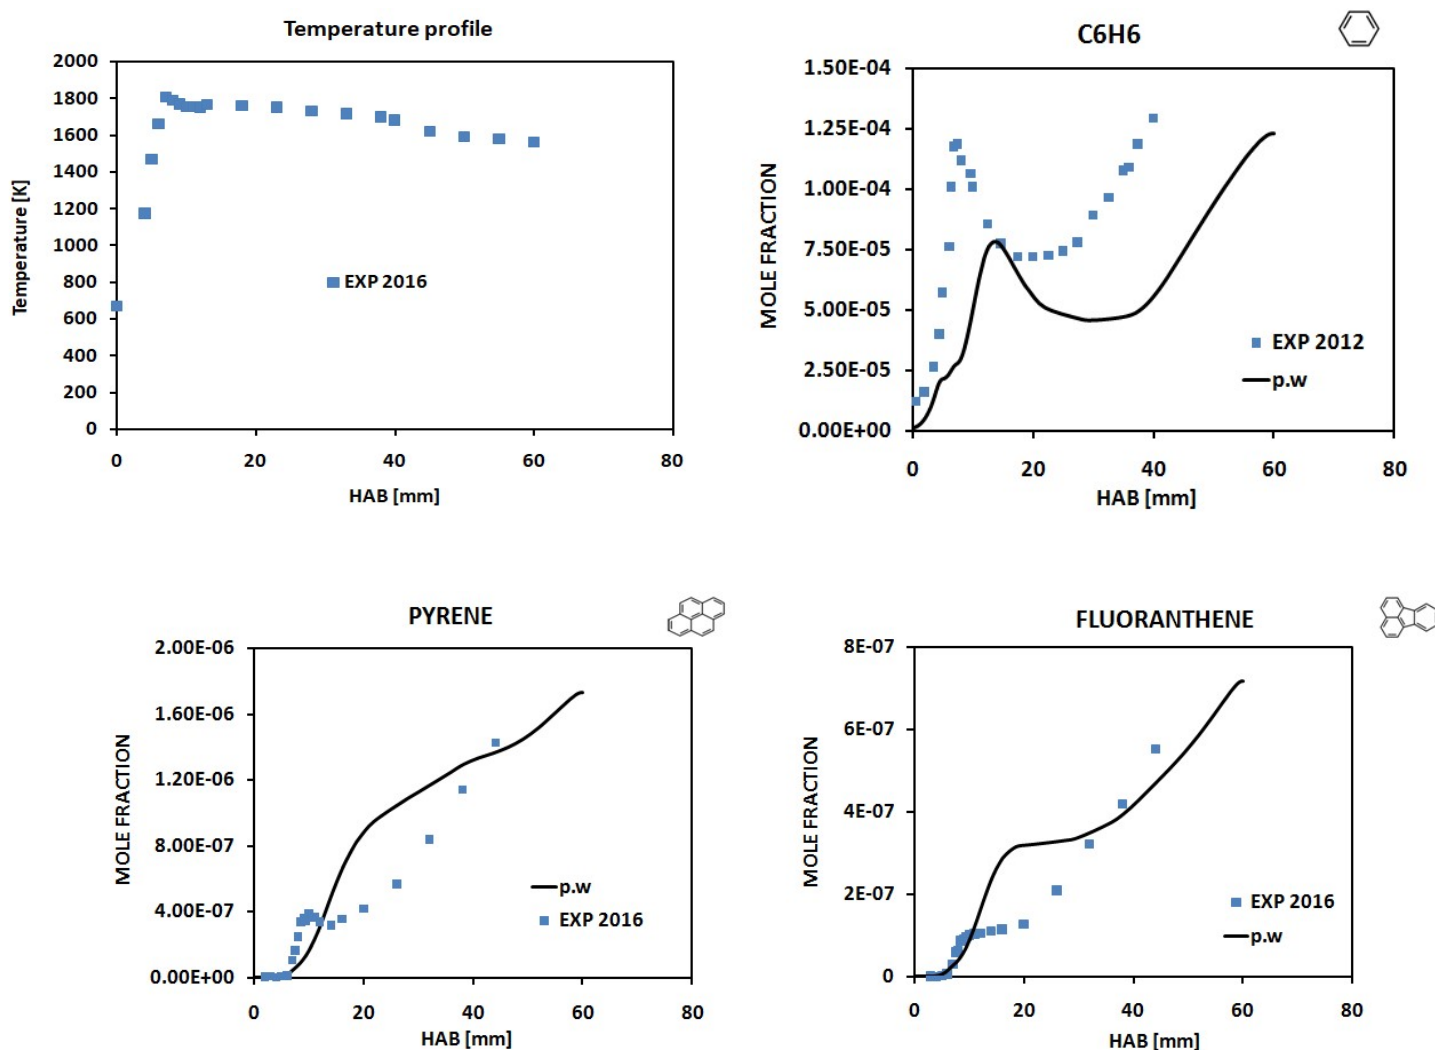 Temperature profile
2000
1800
1600
1400
1200
1000
800
600
400
200
0
Temperature [K]
EXP 2016
0
20
40
60
80
HAB [mm]
C6H6
1.50E-04
1.25E-04
1.00E-04
7.50E-05
5.00E-05
2.50E-05
0.00E+00
MOLE FRACTION
EXP 2012
p.w
0
20
40
60
80
HAB [mm]
PYRENE
2.00E-06
1.60E-06
1.20E-06
8.00E-07
4.00E-07
0.00E+00
MOLE FRACTION
p.w
EXP 2016
0
20
40
60
80
HAB [mm]
FLUORANTHENE
8E-07
6E-07
4E-07
2E-07
0
MOLE FRACTION
EXP 2016
p.w
0
20
40
60
80
HAB [mm]